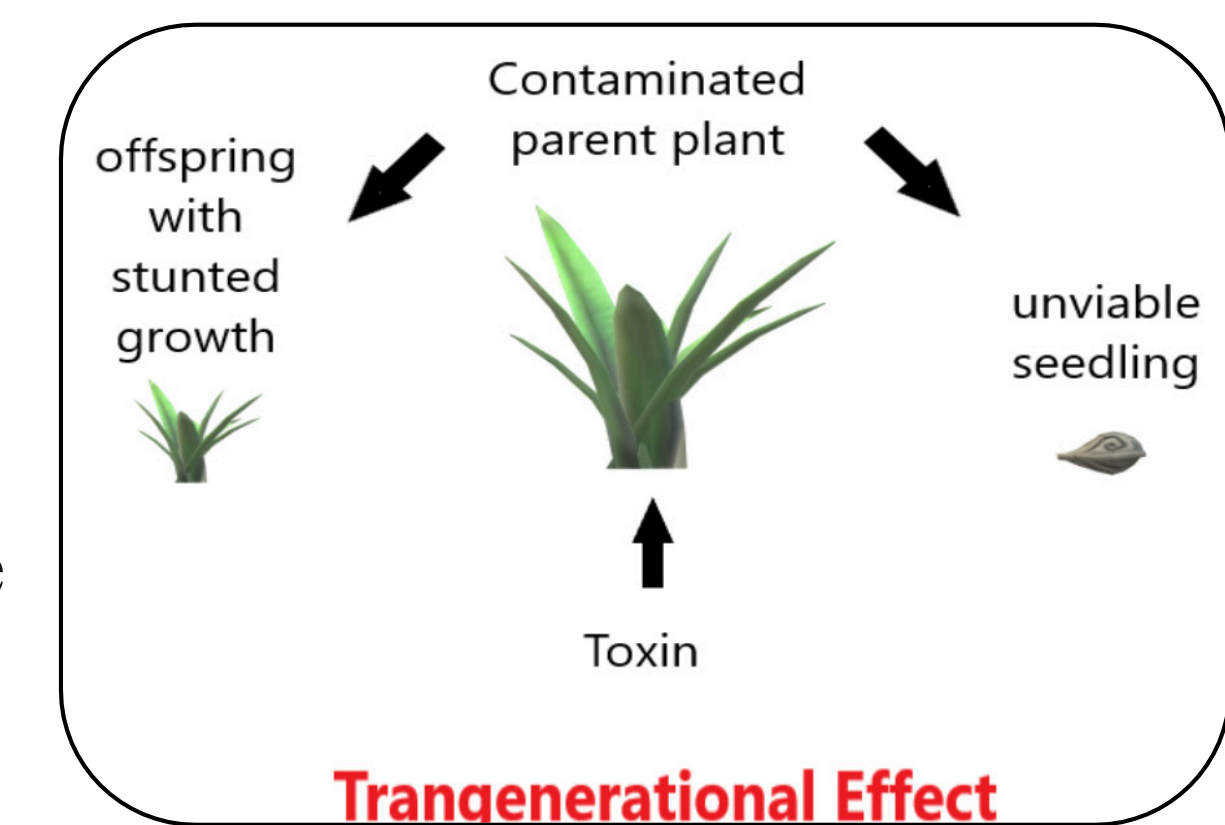 Contaminated
parent plant
offspring
with
stunted
growth
unviable
seedling
Toxin
Trangenerational Effect